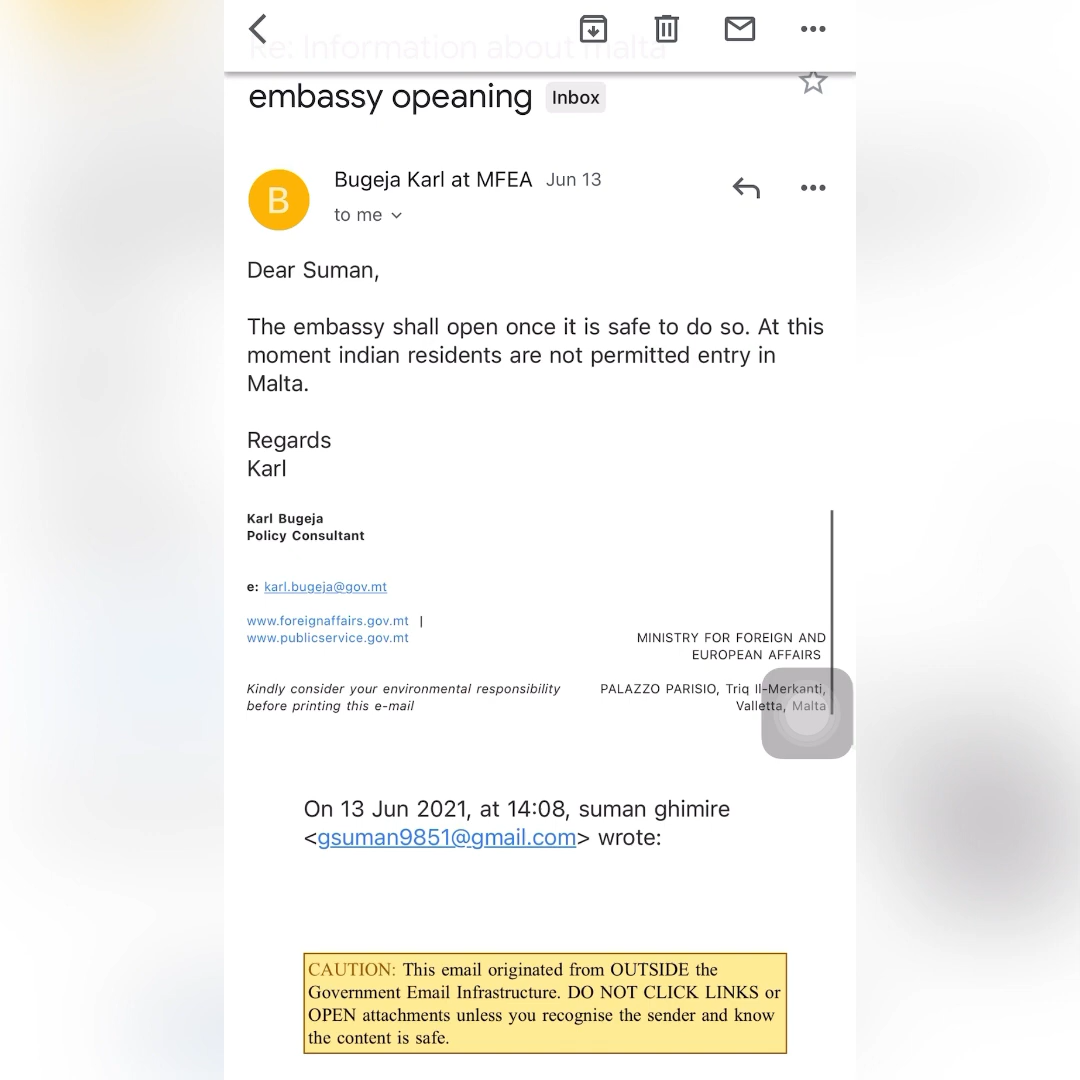 Re: Information about malta
embassy opeaning Inbox
B
Bugeja Karl at MFEA Jun 13
to me
Dear Suman,
The embassy shall open once it is safe to do so. At this
moment indian residents are not permitted entry in
Malta.
Regards
Karl
Karl Bugeja
Policy Consultant
e: karl.bugeja@gov.mt
www.foreignaffairs.gov.mt |
www.publicservice.gov.mt
MINISTRY FOR FOREIGN AND
EUROPEAN AFFAIRS
Kindly consider your environmental responsibility
before printing this e-mail
PALAZZO PARISIO, Triq Il-Merkanti,
Valletta, Malta
On 13 Jun 2021, at 14:08, suman ghimire
<gsuman9851@gmail.com> wrote:
CAUTION: This email originated from OUTSIDE the
Government Email Infrastructure. DO NOT CLICK LINKS or
OPEN attachments unless you recognise the sender and know
the content is safe.